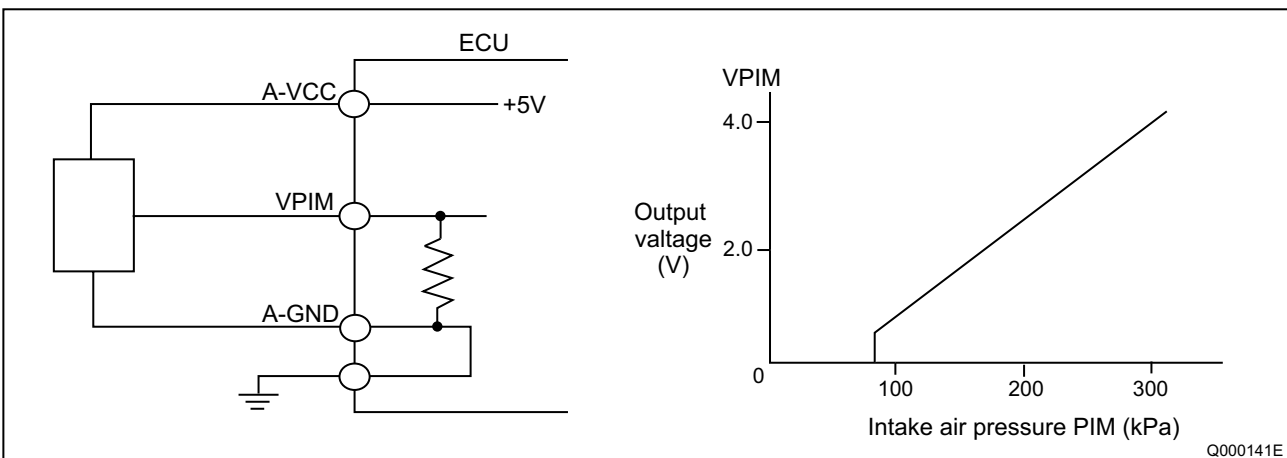 ECU
A-VCC
+5V
VPIM
A-GND
VPIM
4.0
Output
valtage
(V)
2.0
0
100
200
300
Intake air pressure PIM (kPa)
Q000141E